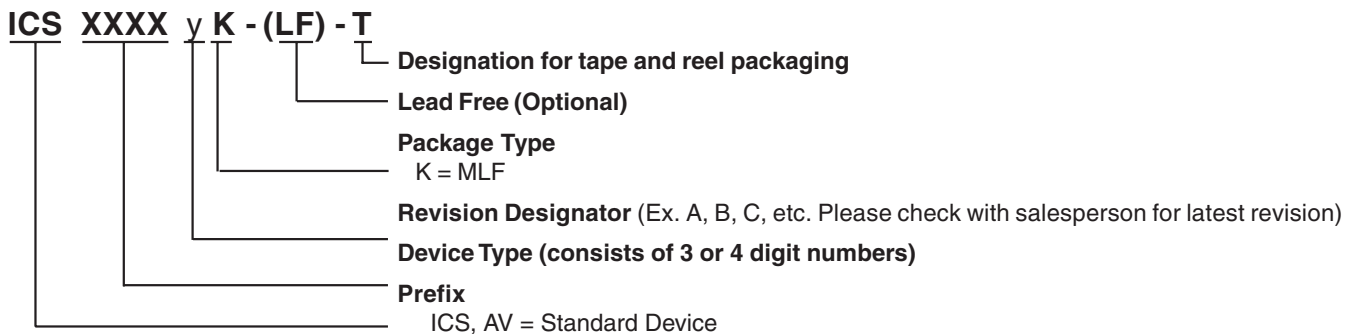 ICS XXXX y K - (LF) - T
Designation for tape and reel packaging
Lead Free (Optional)
Package Type
K = MLF
Revision Designator (Ex. A, B, C, etc. Please check with salesperson for latest revision)
Device Type (consists of 3 or 4 digit numbers)
Prefix
ICS, AV = Standard Device